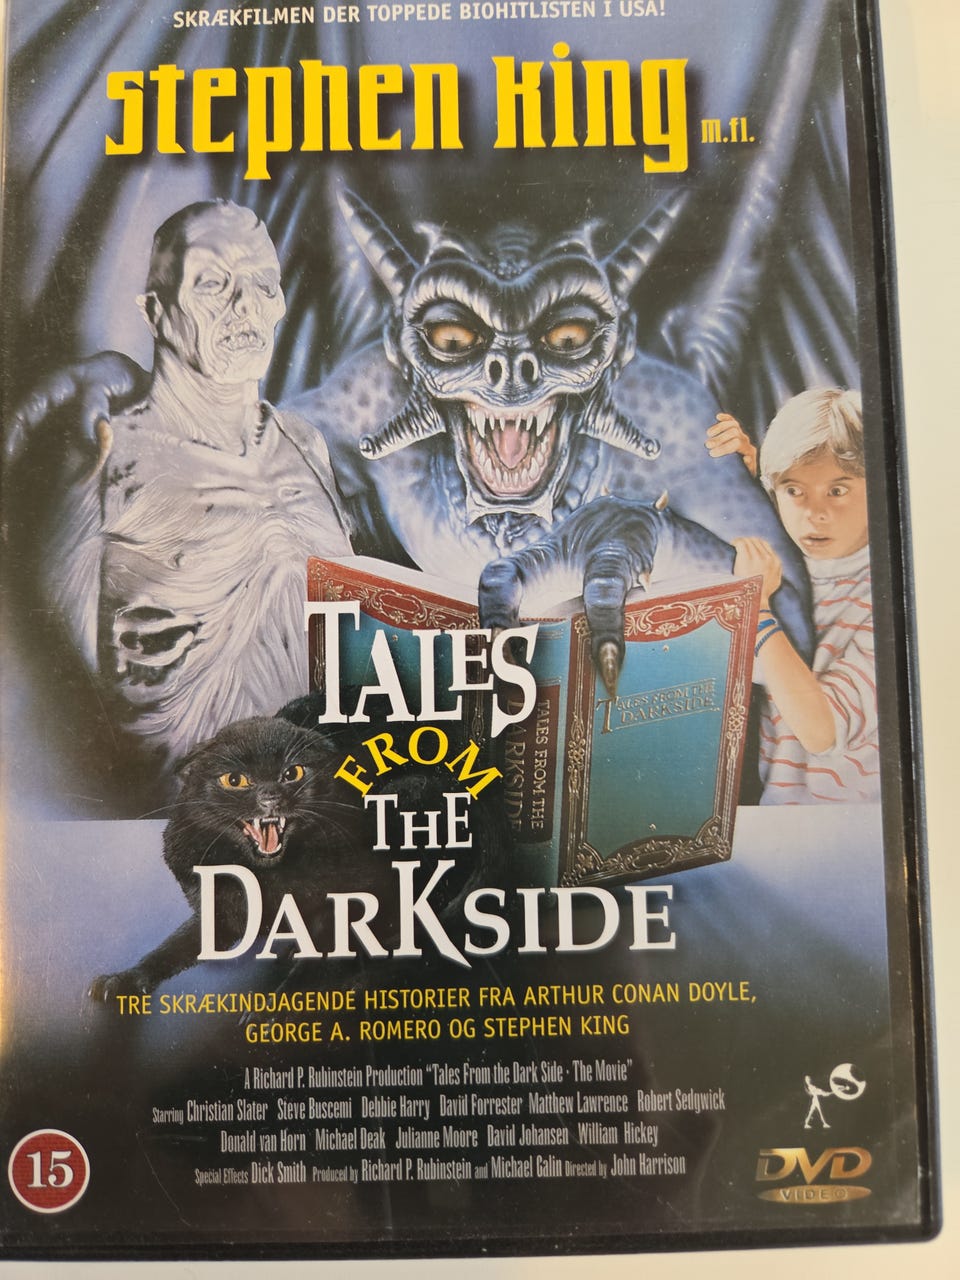 SKRÆKFILMEN DER TOPPEDE BIOHITLISTEN I USA!
stephen king m.fl.
TALES FROM THE DARKSIDE
TALES FROM THE DARKSIDE
TALES
FROM
THE
DARKSIDE
TRE SKRÆKINDJAGENDE HISTORIER FRA ARTHUR CONAN DOYLE,
GEORGE A. ROMERO OG STEPHEN KING
A Richard P. Rubinstein Production "Tales From the Dark Side - The Movie"
Starring Christian Slater Steve Buscemi Debbie Harry David Forrester Matthew Lawrence Robert Sedgwick
Donald van Horn Michael Deak Julianne Moore David Johansen William Hickey
Special Effects Dick Smith Produced by Richard P. Rubinstein and Michael Galin Directed by John Harrison
15
DVD
VIDEO